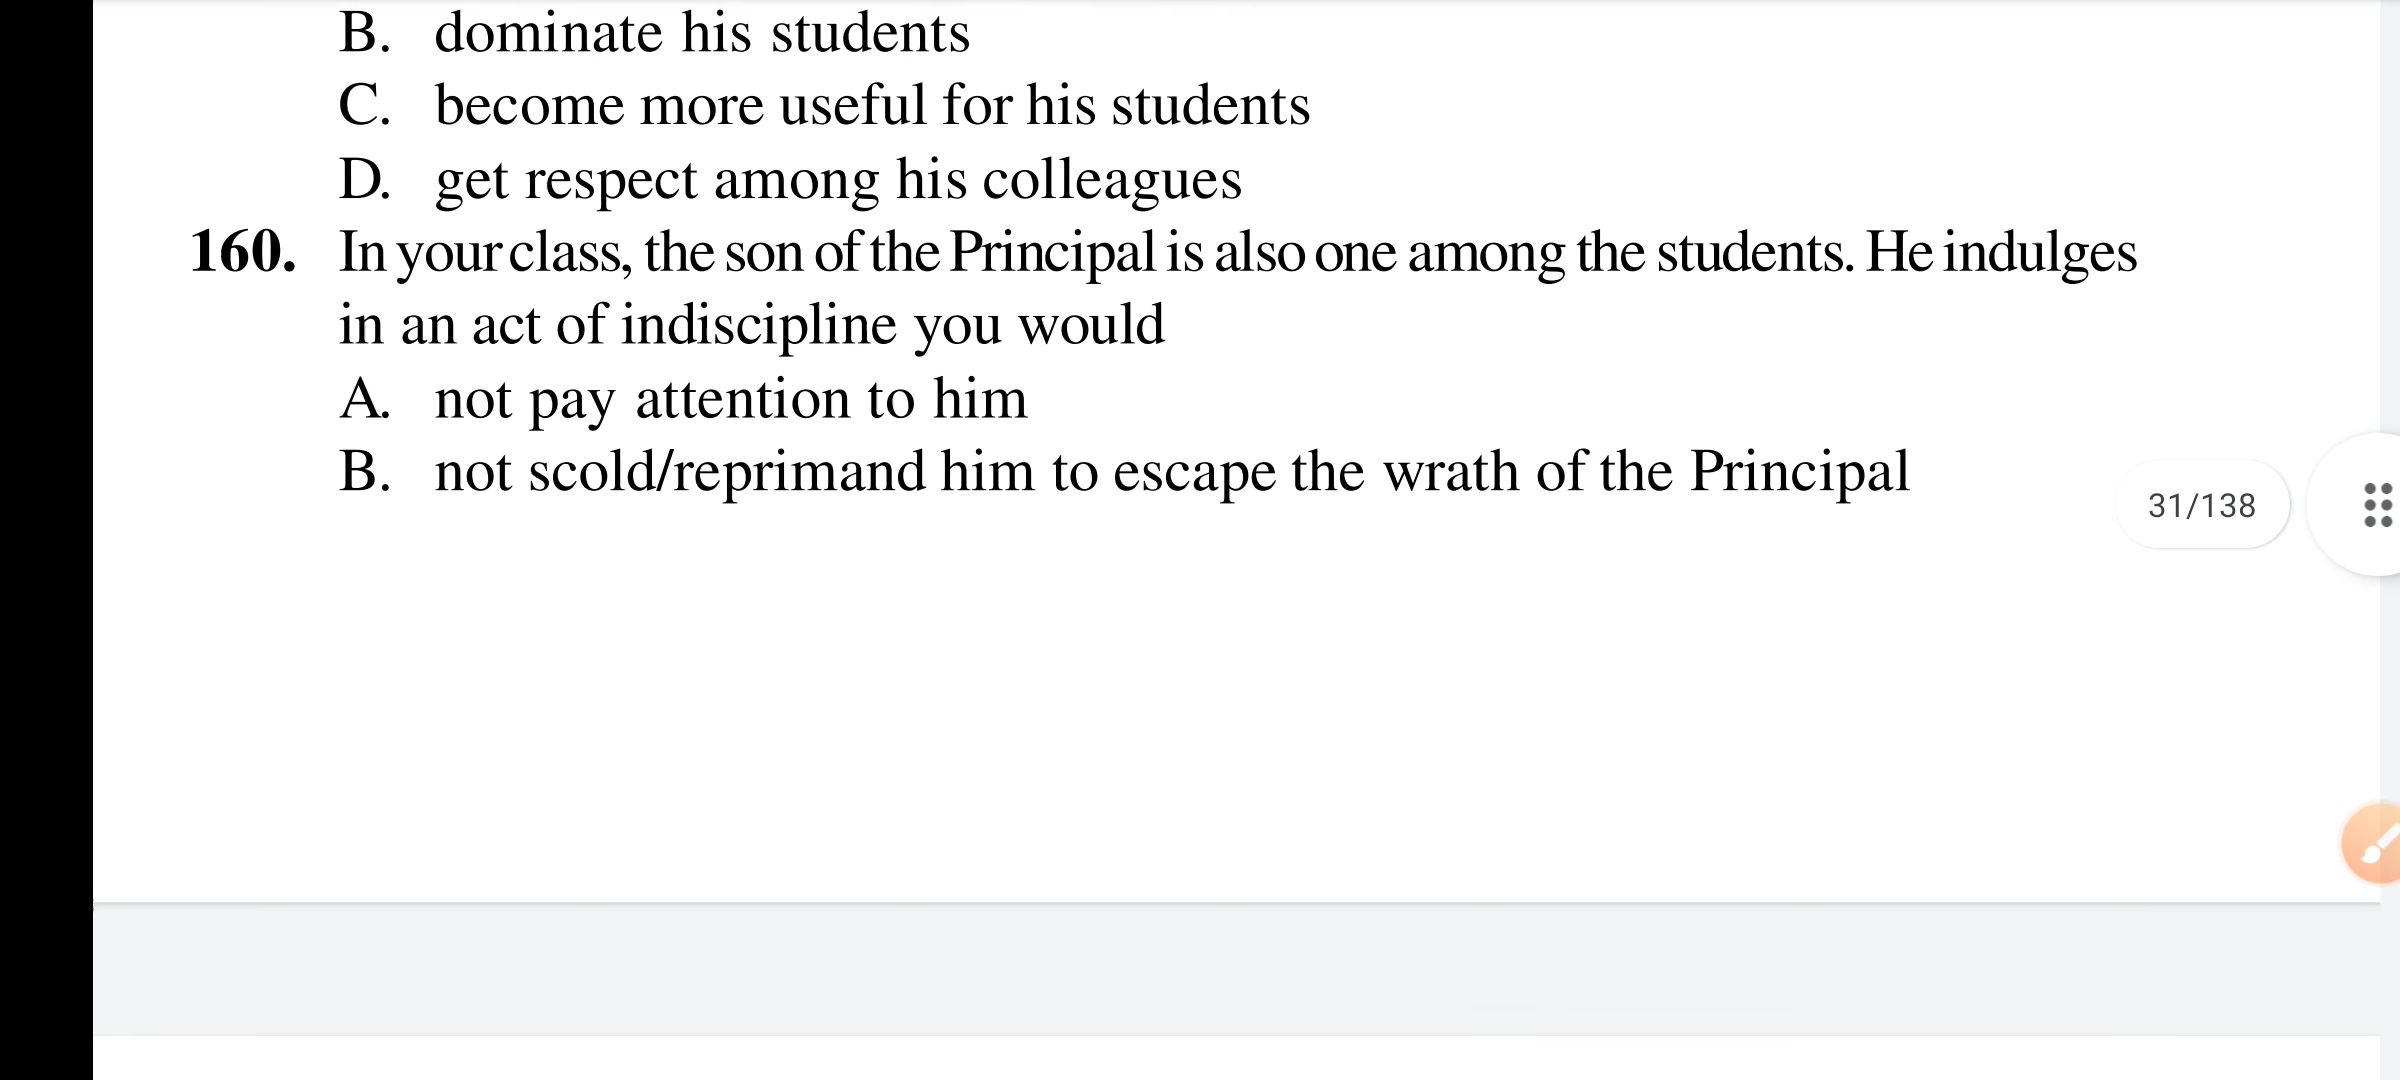 B. dominate his students
C. become more useful for his students
D. get respect among his colleagues
160. In your class, the son of the Principal is also one among the students. He indulges
in an act of indiscipline you would
A. not pay attention to him
B. not scold/reprimand him to escape the wrath of the Principal
31/138